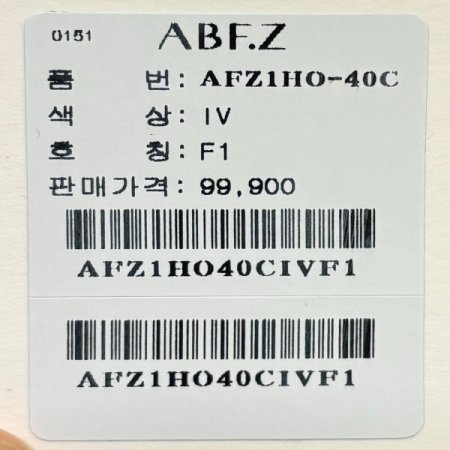 0151 ABF.Z
품 번: AFZ1HO-40C
색 상: IV
호 칭: F1
판매가격: 99,900
AFZ1HO40CIVF1
AFZ1HO40CIVF1